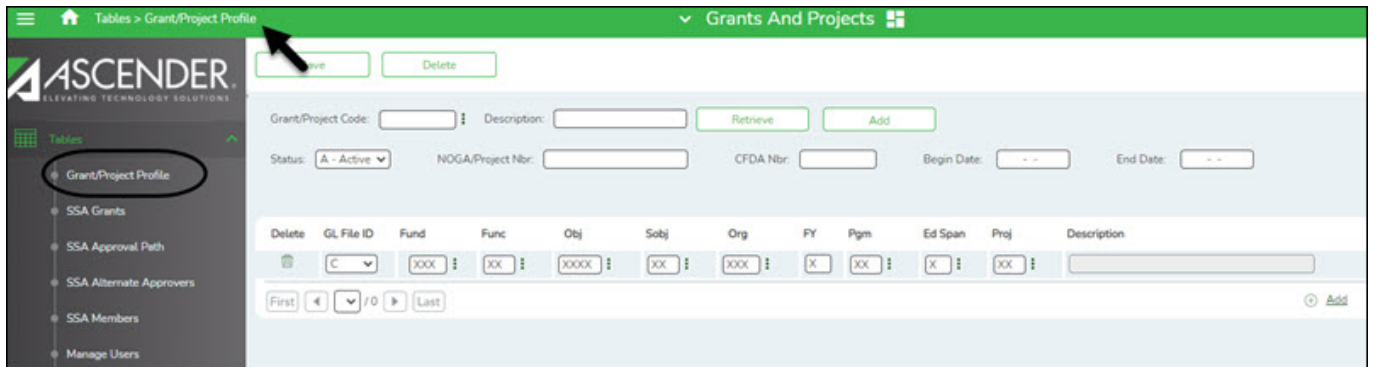 Tables > Grant/Project Profile
Grants And Projects
ASCENDER
ELEVATING TECHNOLOGY SOLUTIONS
Tables
Grant/Project Profile
SSA Grants
SSA Approval Path
SSA Alternate Approvers
SSA Members
Manage Users
Delete
Grant/Project Code: Description: Retrieve Add
Status: A - Active NOGA/Project Nbr: CFDA Nbr: Begin Date: - - End Date: - -
Delete GL File ID Fund Func Obj Sobj Org FY Pgm Ed Span Proj Description
C XXX XX XXXX XX XXX X XX X XX
First / 0 Last Add